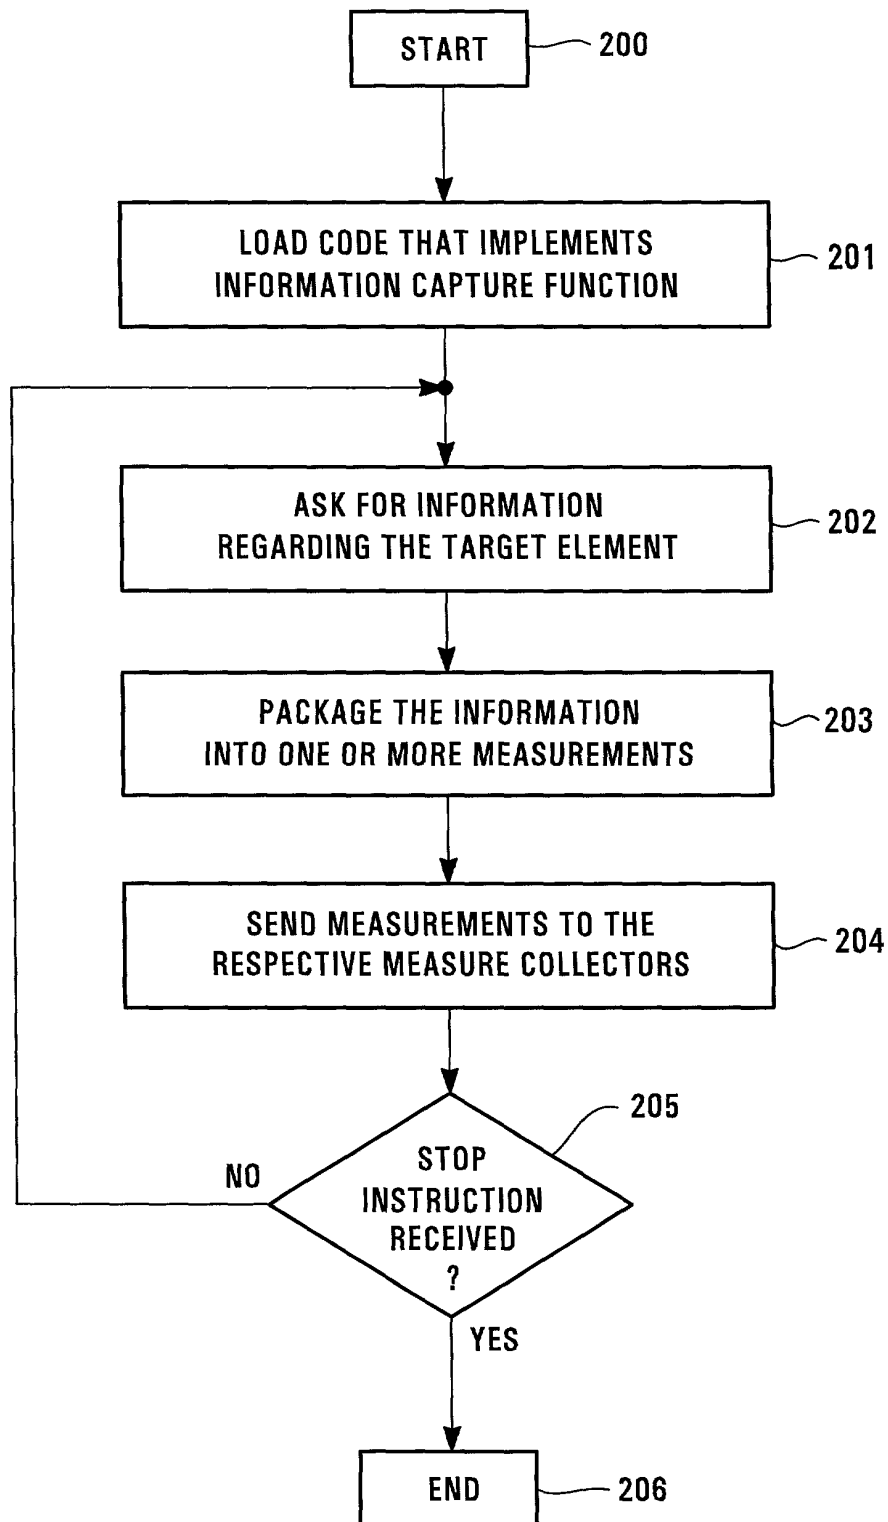 START
200
LOAD CODE THAT IMPLEMENTS
INFORMATION CAPTURE FUNCTION
201
ASK FOR INFORMATION
REGARDING THE TARGET ELEMENT
202
PACKAGE THE INFORMATION
INTO ONE OR MORE MEASUREMENTS
203
SEND MEASUREMENTS TO THE
RESPECTIVE MEASURE COLLECTORS
204
205
STOP
INSTRUCTION
RECEIVED
?
NO
YES
END
206